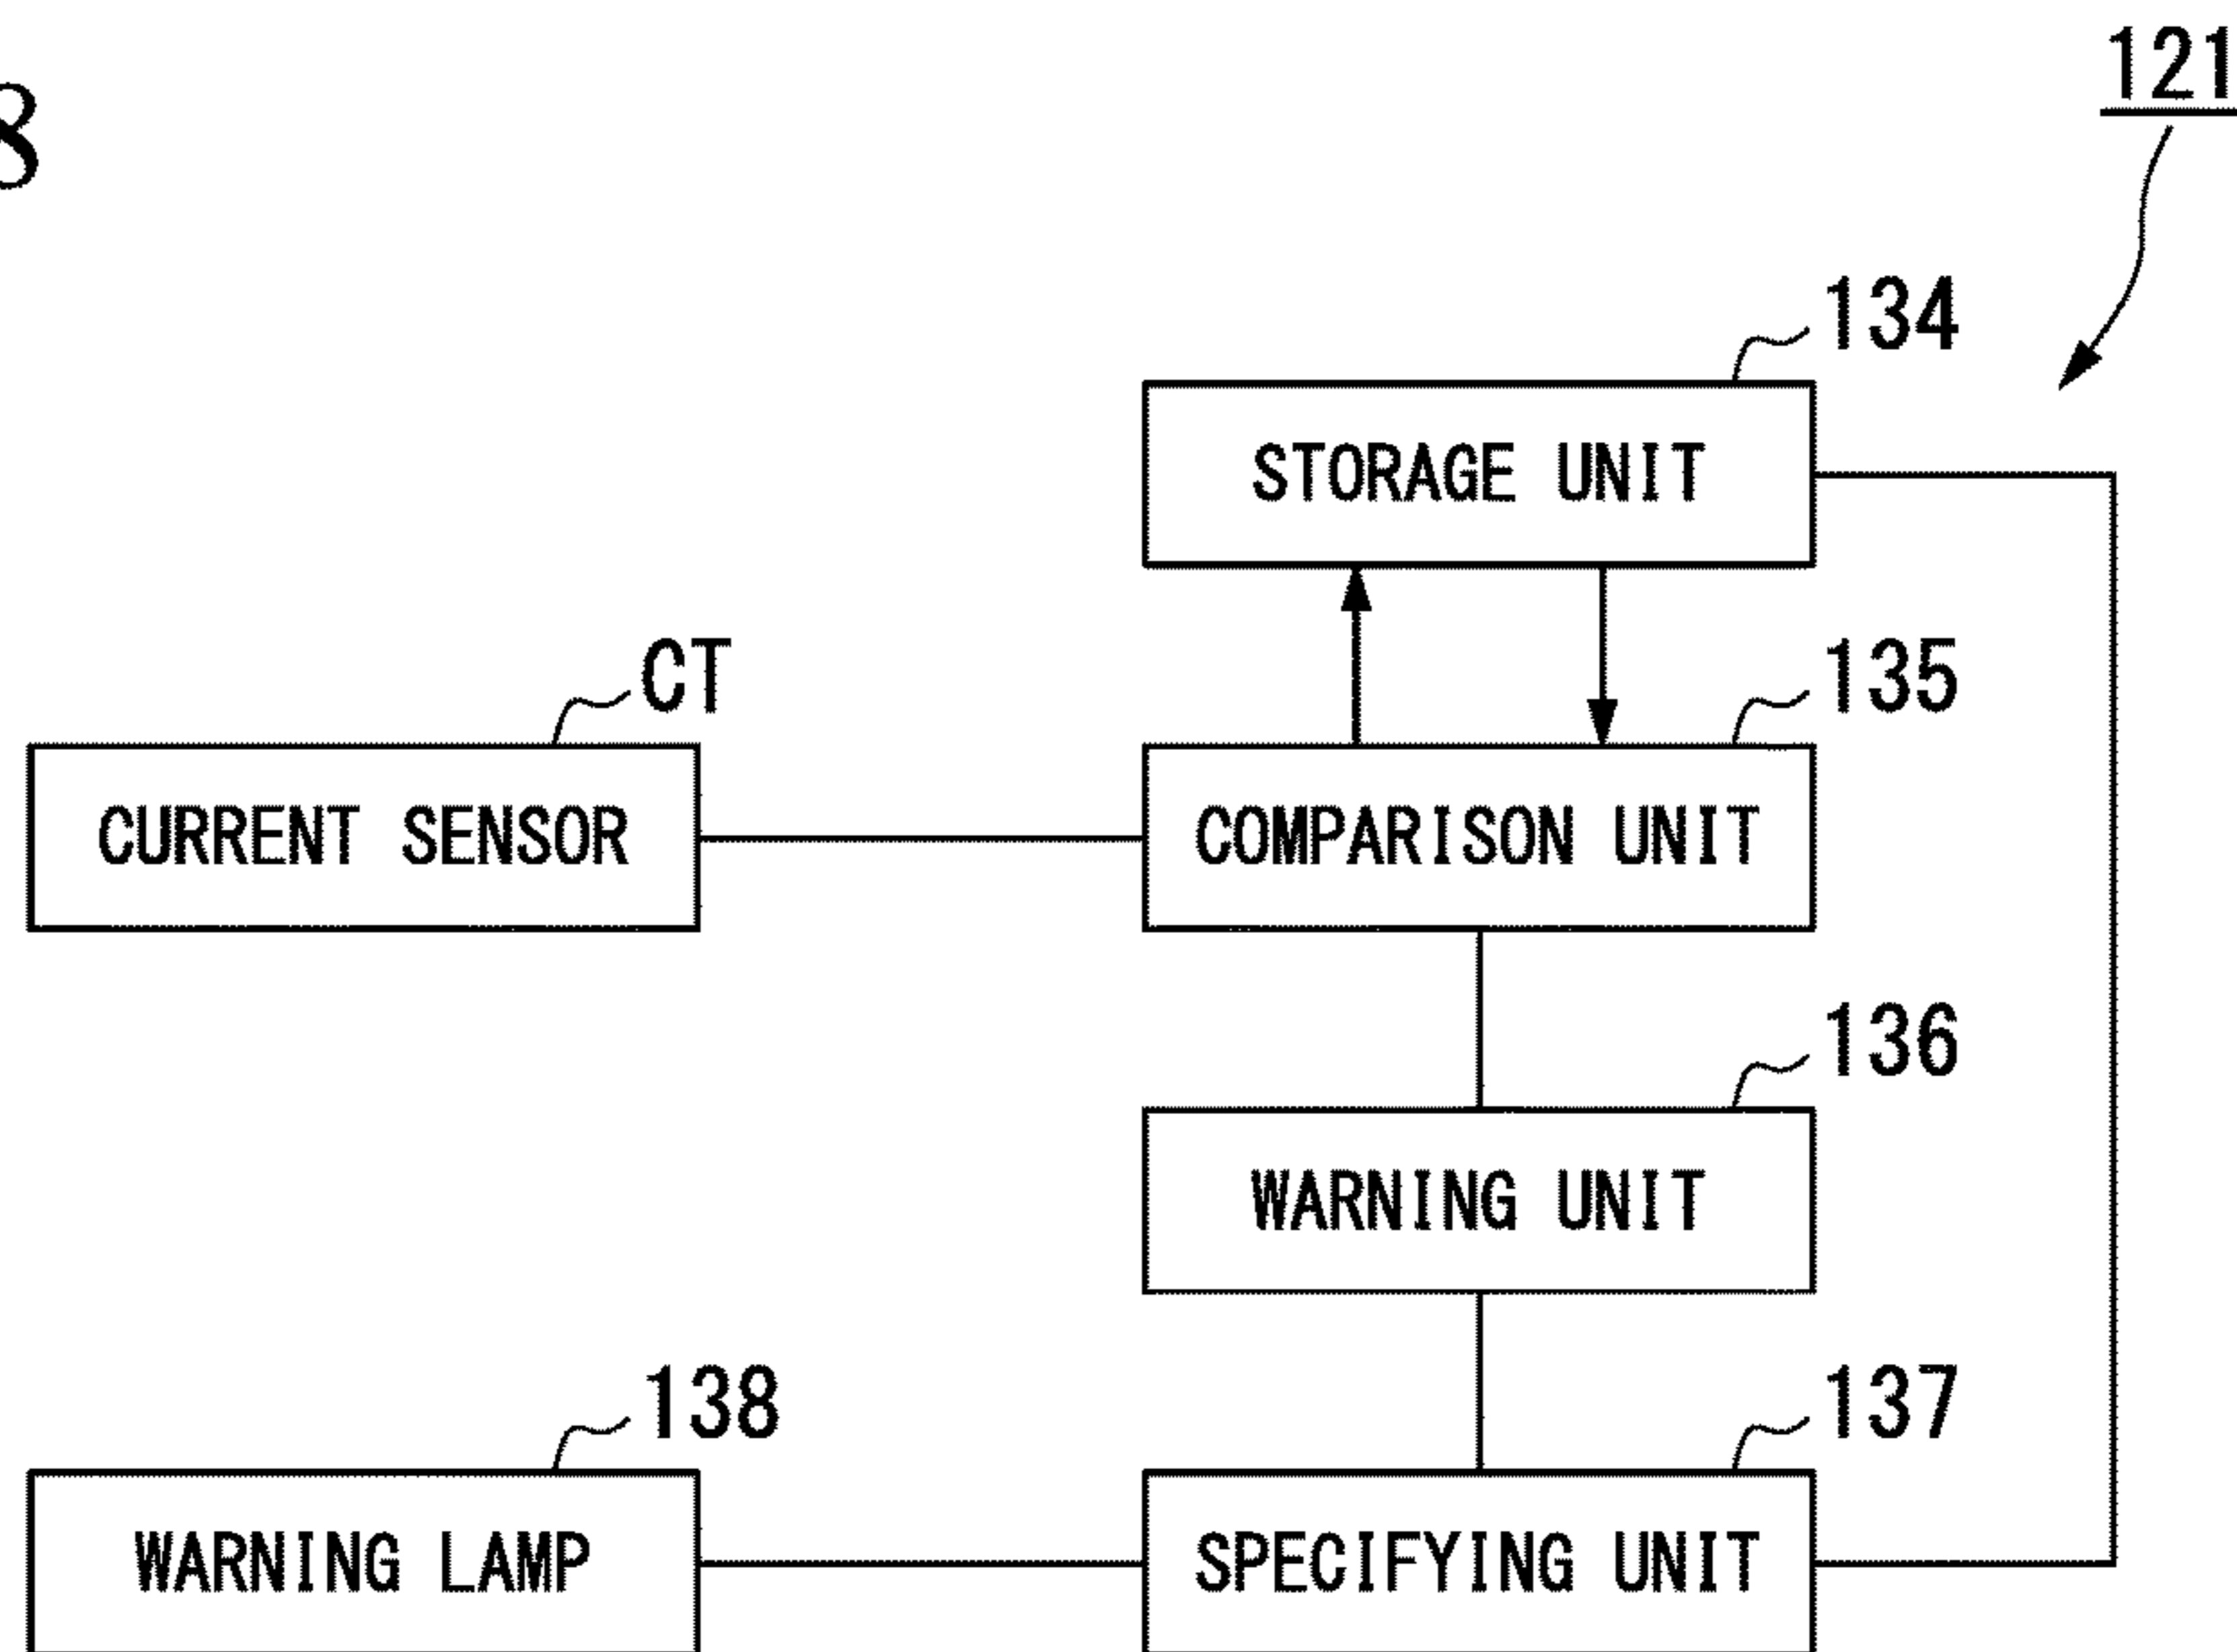 8
121
134
STORAGE UNIT
CT
135
CURRENT SENSOR
COMPARISON UNIT
136
WARNING UNIT
138
137
WARNING LAMP
SPECIFYING UNIT